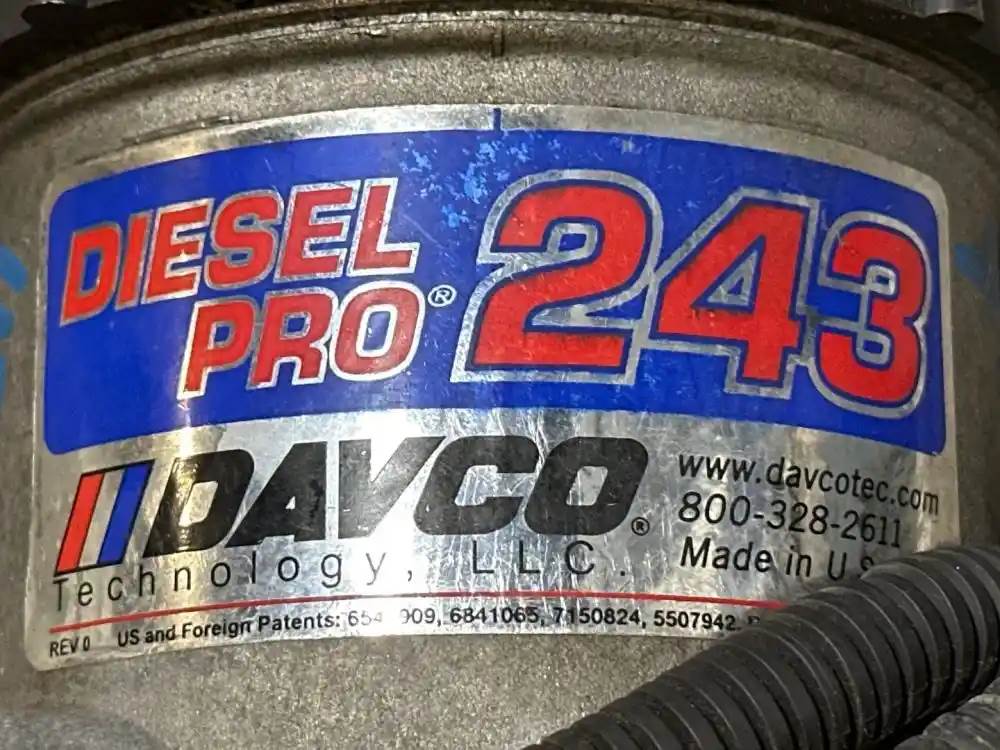 DIESEL
PRO® 243
DAVCO®
Technology, LLC.
www.davcotec.com
800-328-2611
Made in U S
REV 0 US and Foreign Patents: 909, 6841065, 7150824, 5507942.